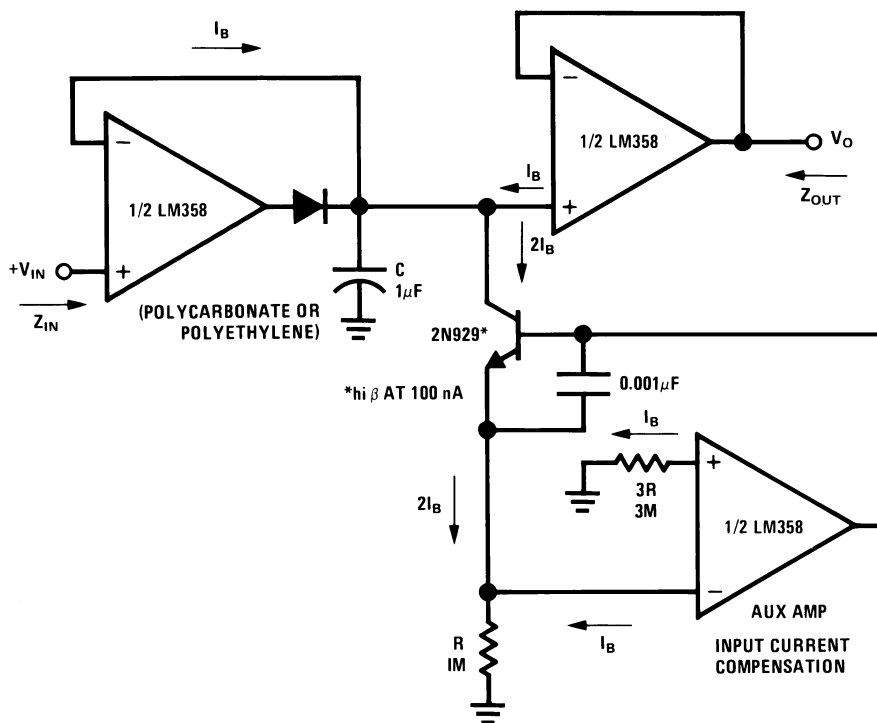 I_B
−
1/2 LM358
+
+V_IN
Z_IN
C
1μF
(POLYCARBONATE OR
POLYETHYLENE)
−
1/2 LM358
+
V_O
Z_OUT
I_B
2I_B
2N929*
*hi β AT 100 nA
0.001μF
I_B
3R
3M
+
1/2 LM358
−
2I_B
AUX AMP
INPUT CURRENT
COMPENSATION
I_B
R
IM